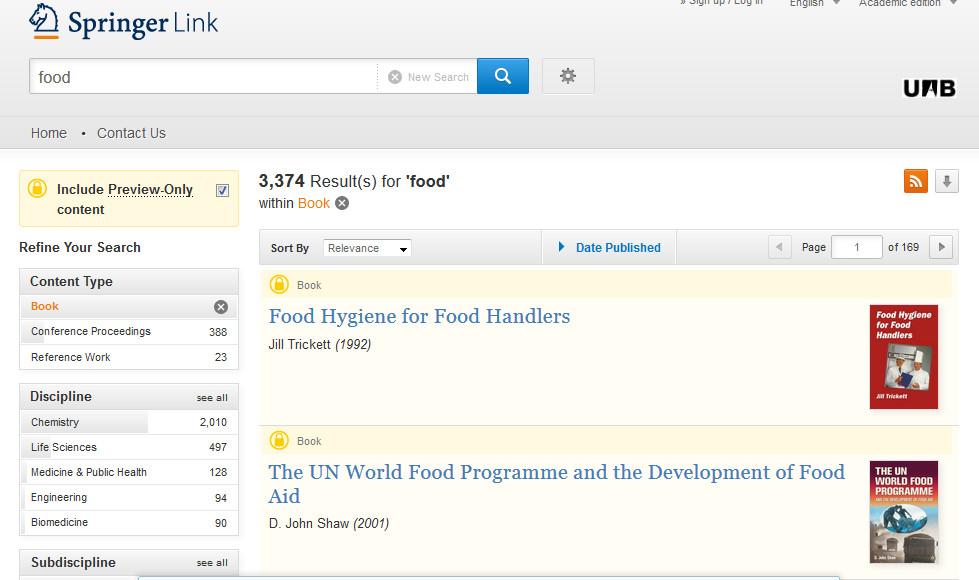 » Sign up / Log in English Academic edition
Springer Link
food New Search
UAB
Home • Contact Us
Include Preview-Only
content
3,374 Result(s) for 'food'
within Book
Refine Your Search
Sort By Relevance Date Published Page 1 of 169
Content Type
Book
Conference Proceedings 388
Reference Work 23
Discipline see all
Chemistry 2,010
Life Sciences 497
Medicine & Public Health 128
Engineering 94
Biomedicine 90
Subdiscipline see all
Book
Food Hygiene for Food Handlers
Jill Trickett (1992)
Food Hygiene
for Food
Handlers
Jill Trickett
Book
The UN World Food Programme and the Development of Food
Aid
D. John Shaw (2001)
THE UN
WORLD FOOD
PROGRAMME
AND THE DEVELOPMENT OF FOOD AID
D. John Shaw